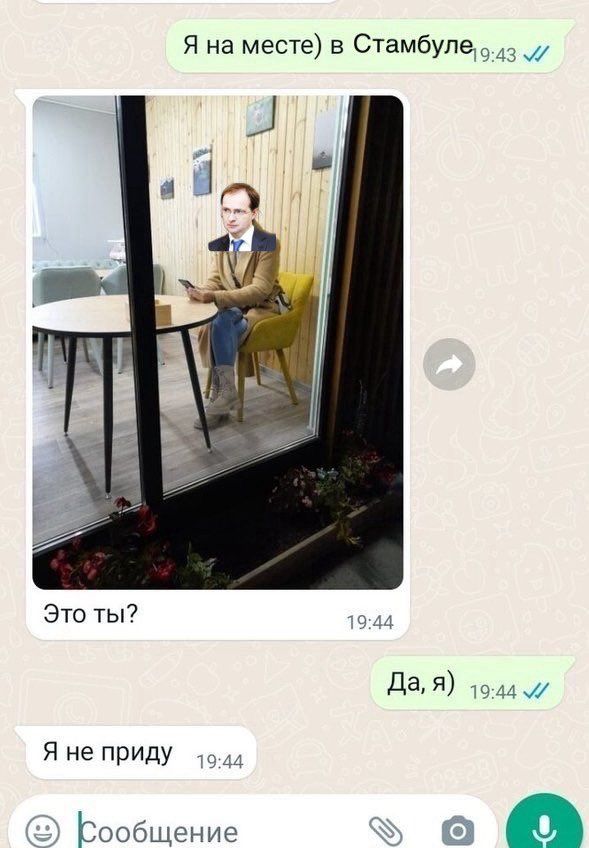 Я на месте) в Стамбуле 19:43
Это ты?
19:44
Да, я) 19:44
Я не приду 19:44
Сообщение